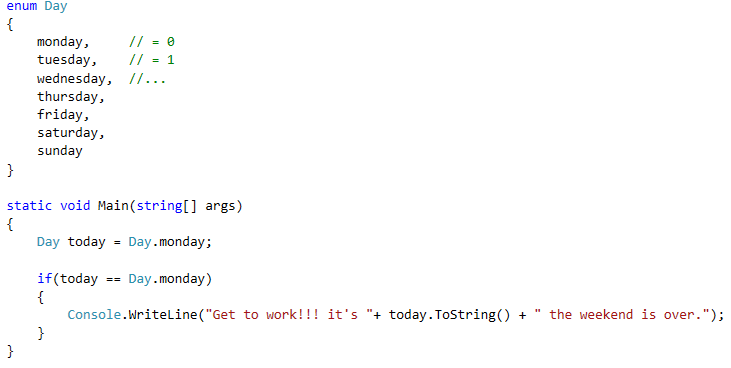 enum Day
{
    monday,     // = 0
    tuesday,    // = 1
    wednesday,  //...
    thursday,
    friday,
    saturday,
    sunday
}

static void Main(string[] args)
{
    Day today = Day.monday;

    if(today == Day.monday)
    {
        Console.WriteLine("Get to work!!! it's "+ today.ToString() + " the weekend is over.");
    }
}